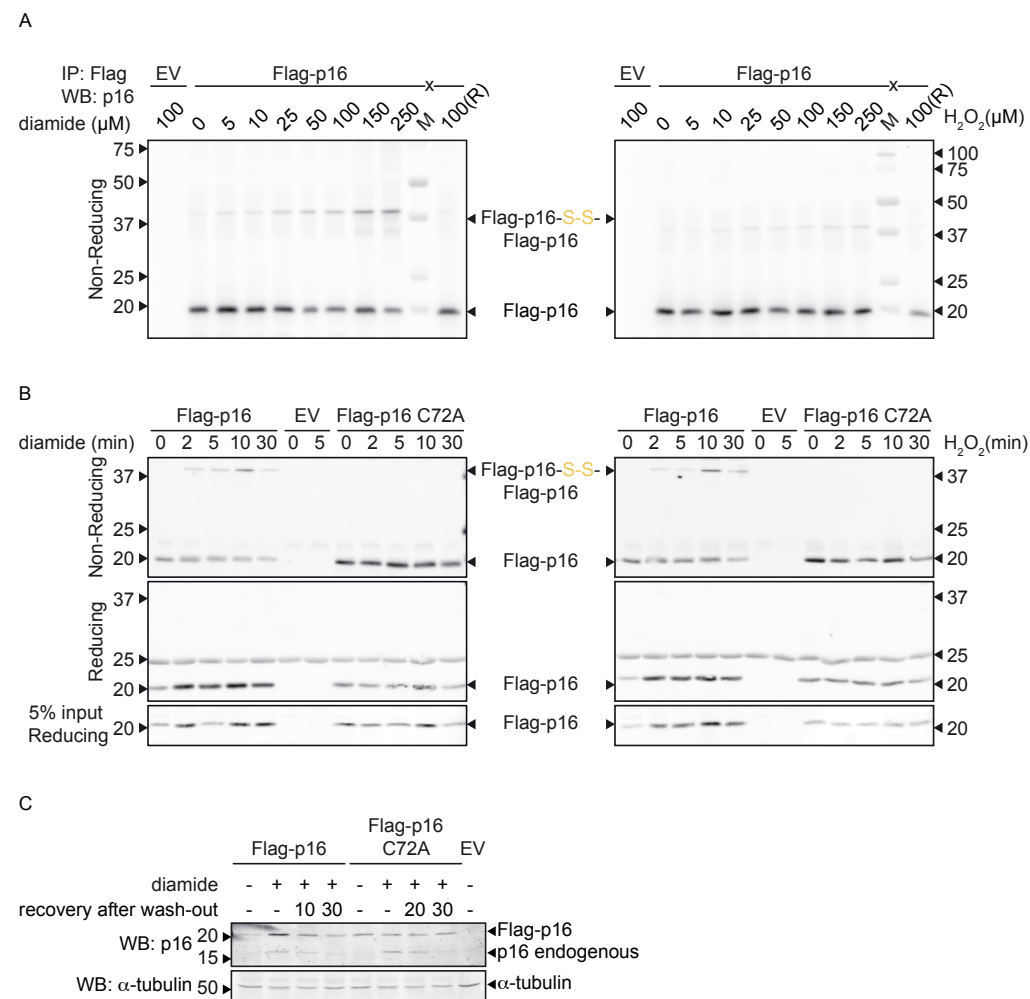 A
IP: Flag EV Flag-p16 x
WB: p16
diamide (µM) 100 0 5 10 25 50 100 150 250 M 100(R)
EV Flag-p16 x
100 0 5 10 25 50 100 150 250 M 100(R) H2O2(µM)
Non-Reducing
75
50
37
25
20
Flag-p16-S-S-
Flag-p16
Flag-p16
100
75
50
37
25
20
B
Flag-p16 EV Flag-p16 C72A
diamide (min) 0 2 5 10 30 0 5 0 2 5 10 30
Flag-p16 EV Flag-p16 C72A
0 2 5 10 30 0 5 0 2 5 10 30 H2O2(min)
Non-Reducing
37
25
20
Flag-p16-S-S-
Flag-p16
Flag-p16
37
25
20
Reducing
37
25
20
Flag-p16
37
25
20
5% input
Reducing
20
Flag-p16
20
C
Flag-p16
Flag-p16 C72A EV
diamide - + + + - + + + -
recovery after wash-out - - 10 30 - - 20 30 -
WB: p16
20
15
Flag-p16
p16 endogenous
WB: α-tubulin 50 α-tubulin